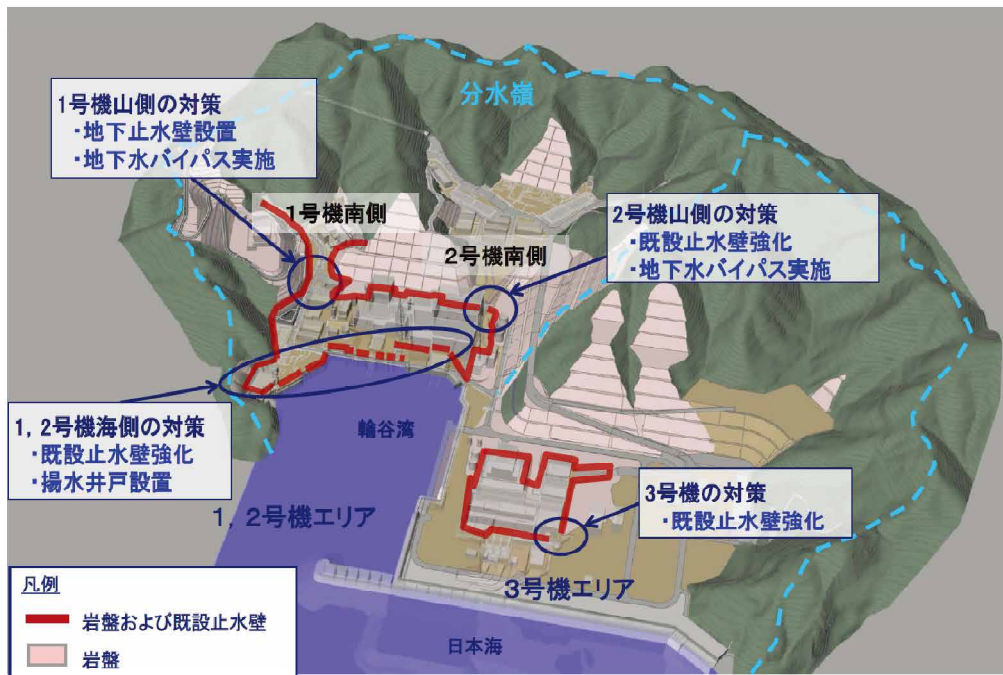 分水嶺
1号機山側の対策
・地下止水壁設置
・地下水バイパス実施
1号機南側
2号機南側
2号機山側の対策
・既設止水壁強化
・地下水バイパス実施
1, 2号機海側の対策
・既設止水壁強化
・揚水井戸設置
輪谷湾
1, 2号機エリア
3号機の対策
・既設止水壁強化
3号機エリア
日本海
凡例
岩盤および既設止水壁
岩盤